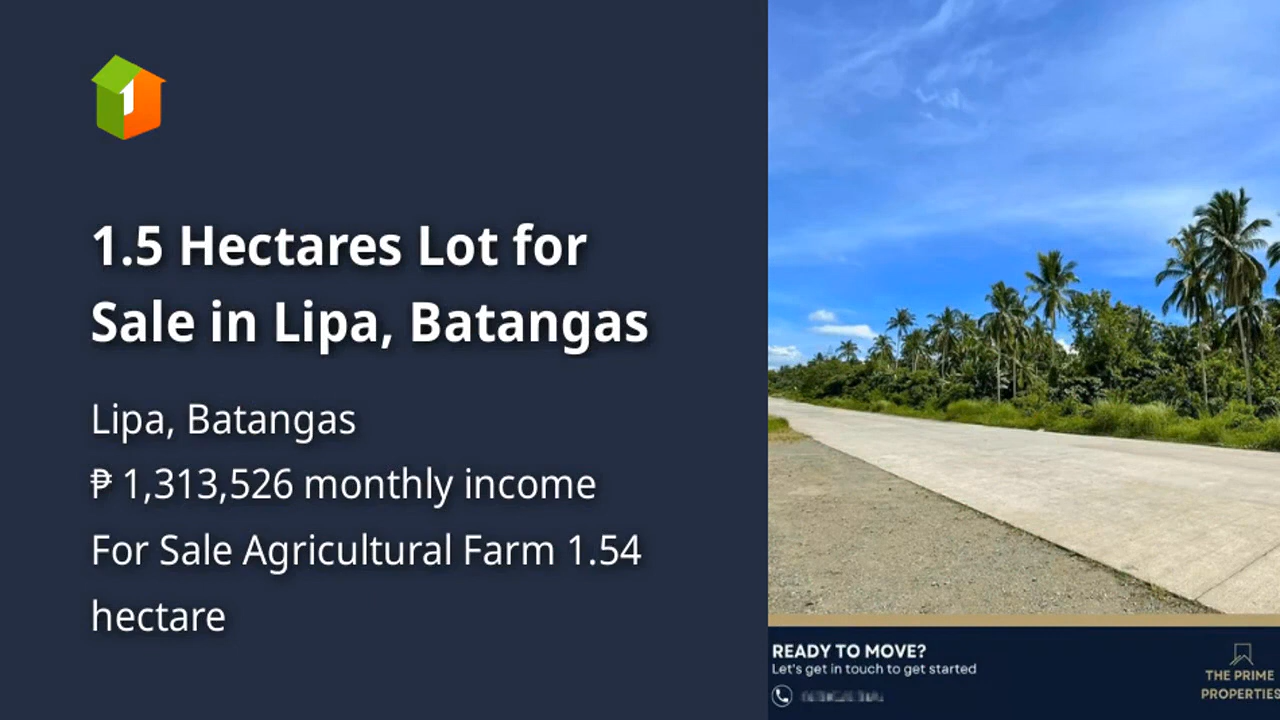 1.5 Hectares Lot for
Sale in Lipa, Batangas
Lipa, Batangas
₱ 1,313,526 monthly income
For Sale Agricultural Farm 1.54
hectare
READY TO MOVE?
Let's get in touch to get started
THE PRIME
PROPERTIES